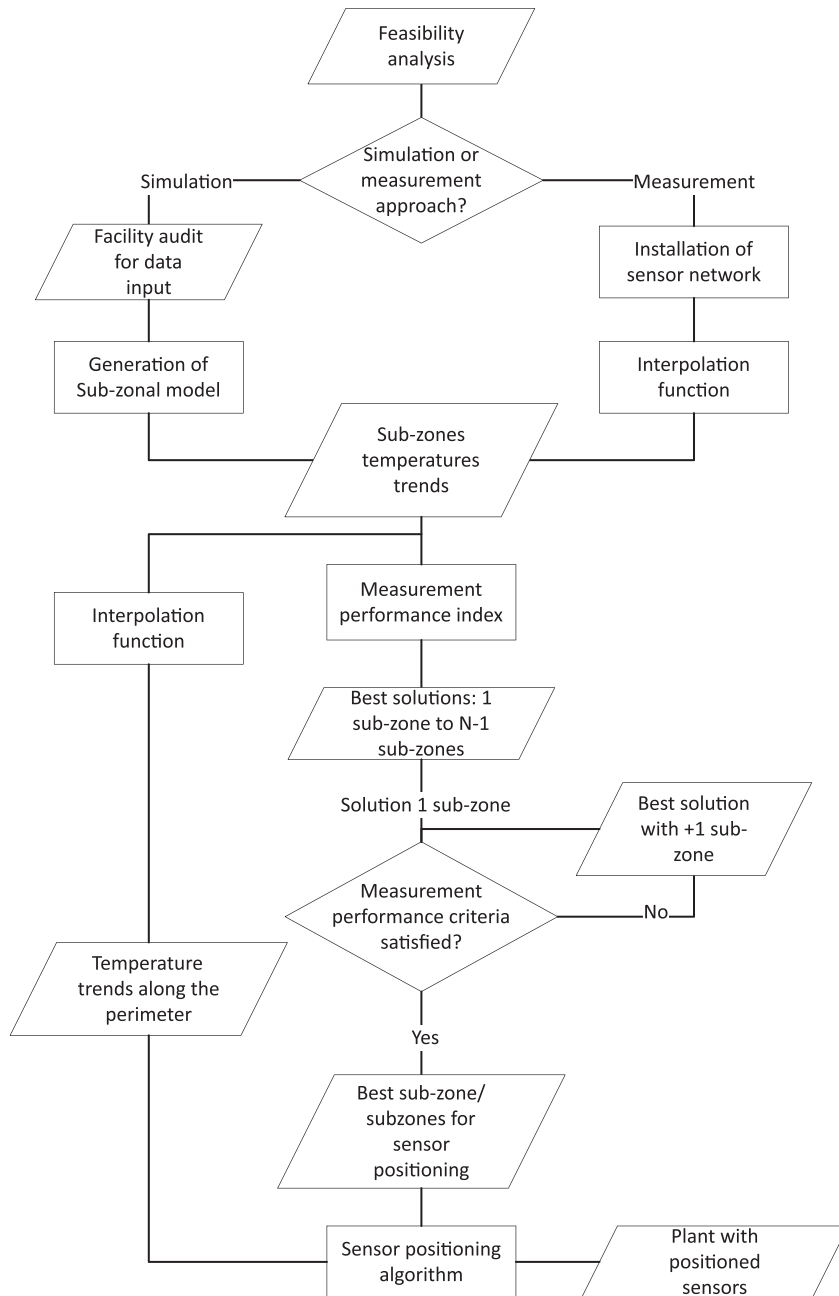 Feasibility
analysis
Simulation or
measurement
approach?
Simulation
Measurement
Facility audit
for data
input
Installation of
sensor network
Generation of
Sub-zonal model
Interpolation
function
Sub-zones
temperatures
trends
Interpolation
function
Measurement
performance index
Best solutions: 1
sub-zone to N-1
sub-zones
Solution 1 sub-zone
Best solution
with +1 sub-
zone
Measurement
performance criteria
satisfied?
No
Temperature
trends along the
perimeter
Yes
Best sub-zone/
subzones for
sensor
positioning
Sensor positioning
algorithm
Plant with
positioned
sensors